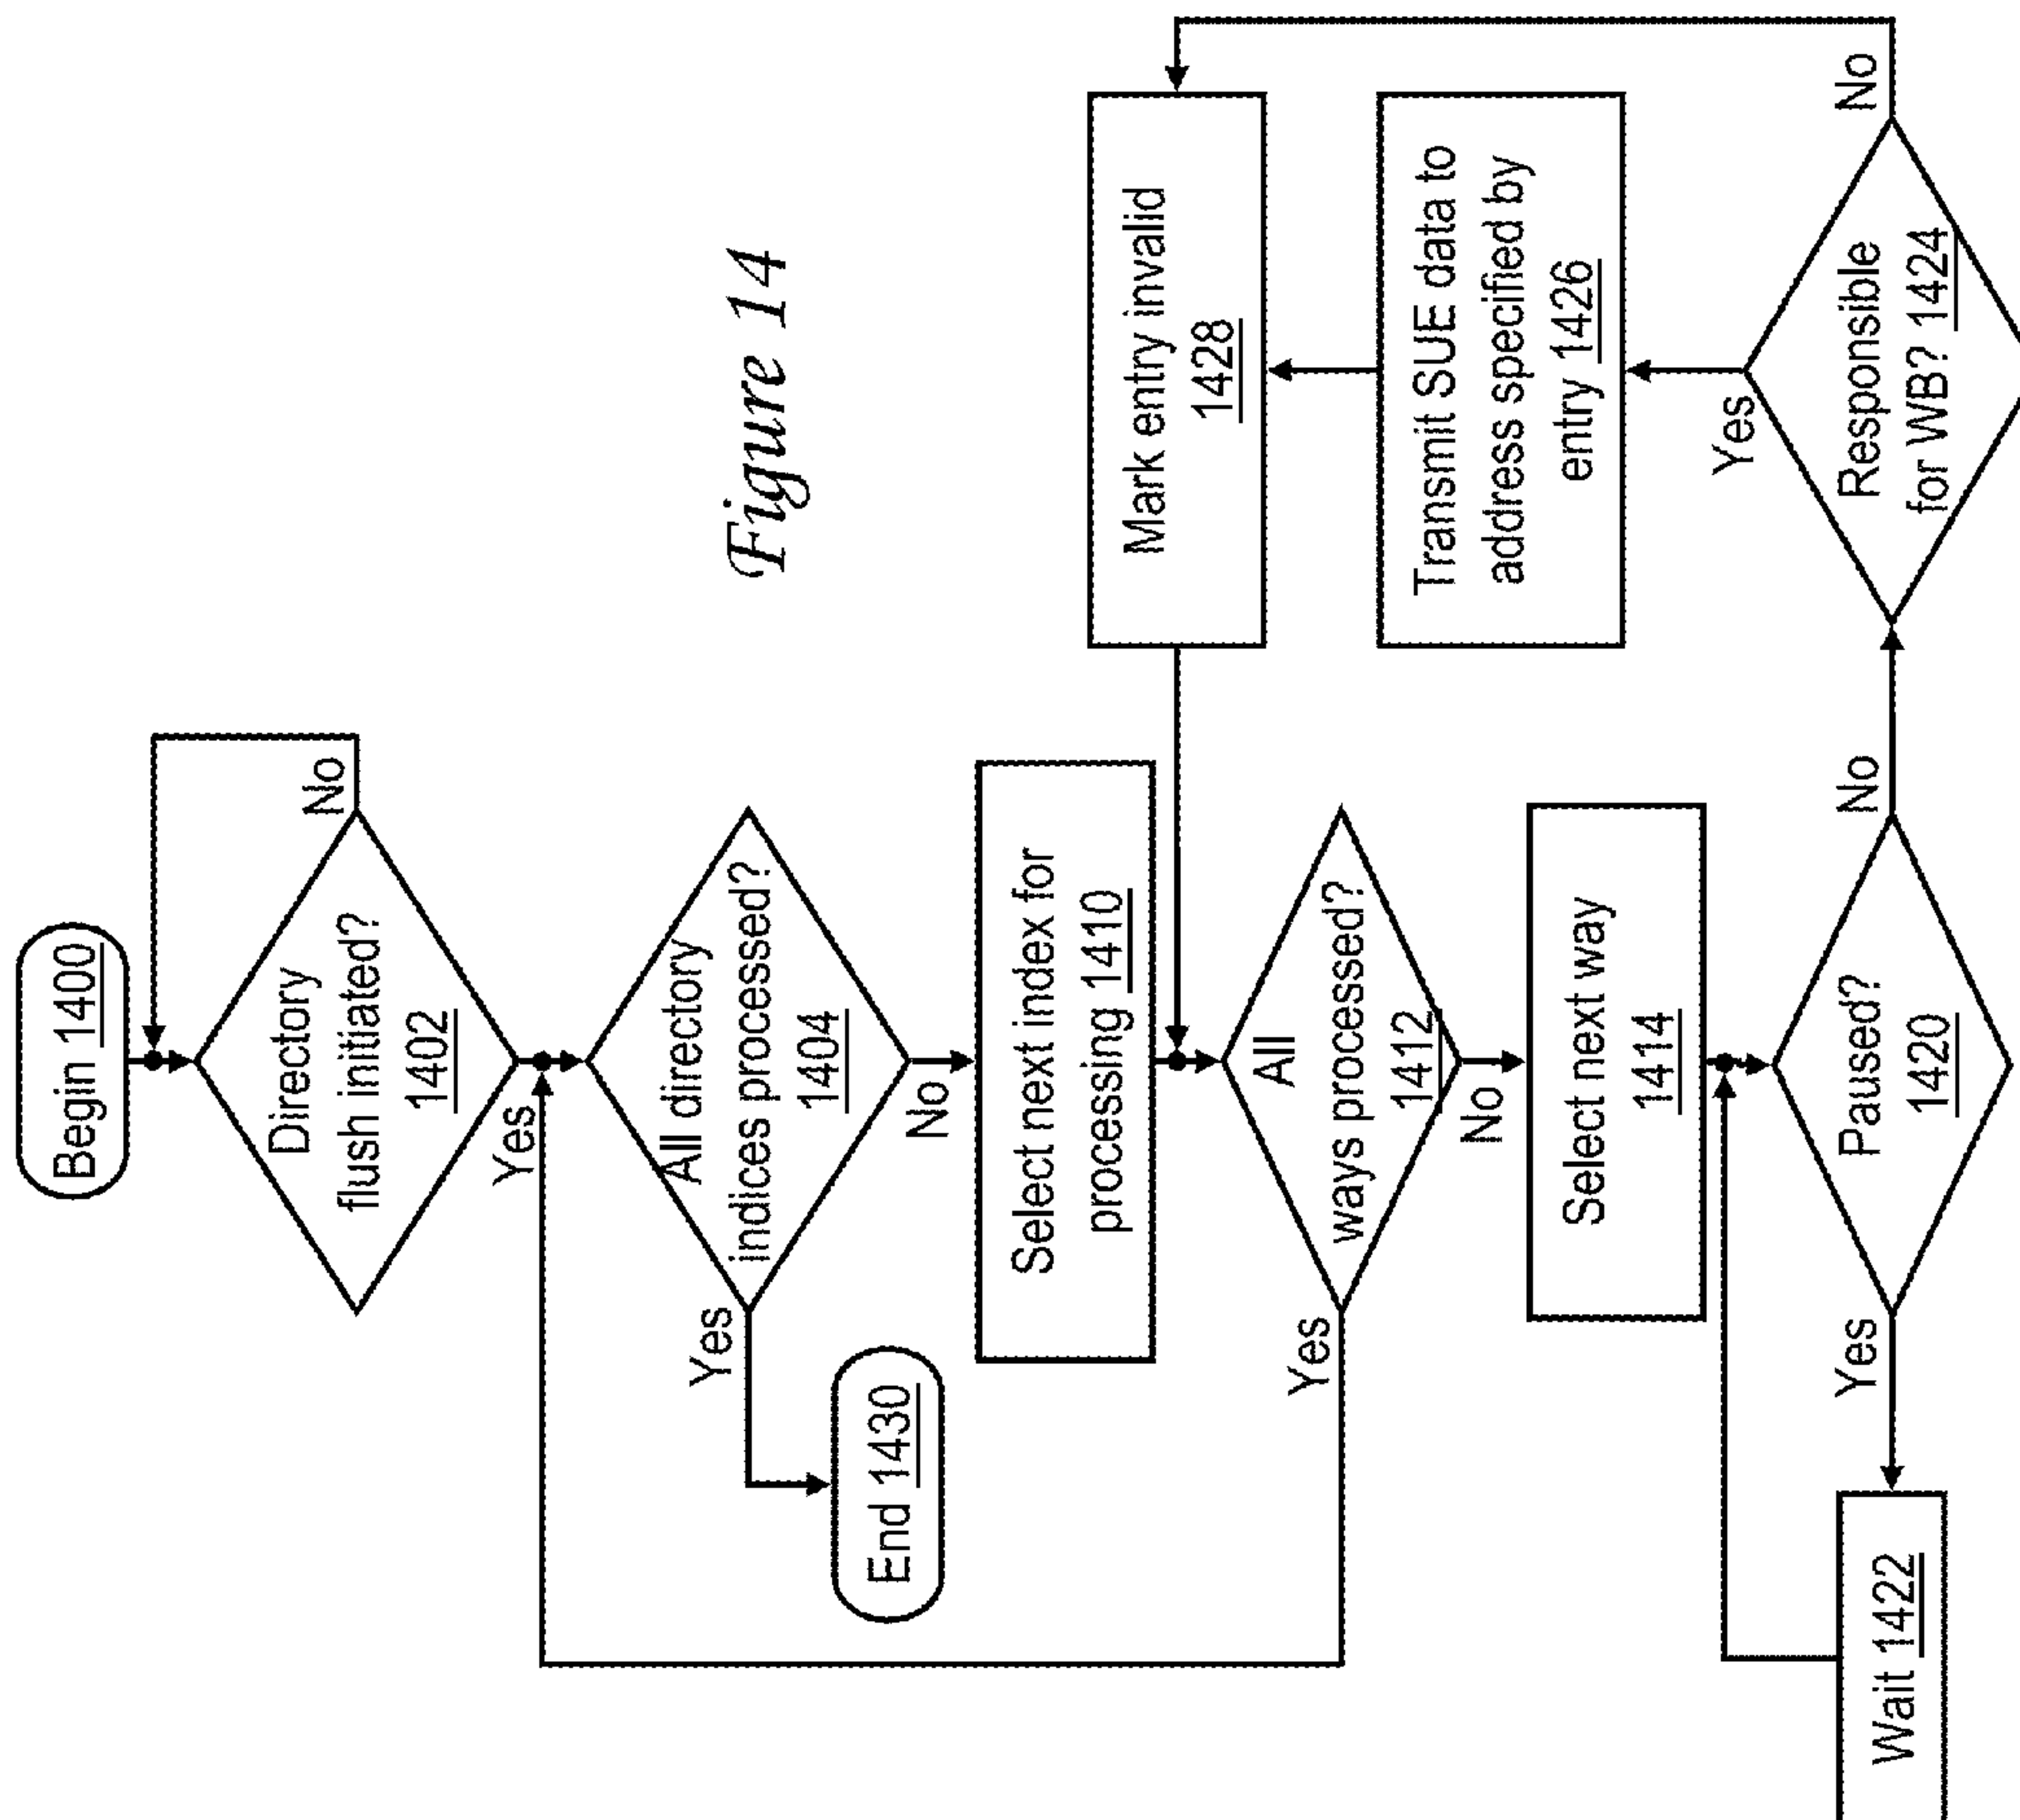 Begin 1400
Directory
flush initiated?
1402
No
Yes
All directory
indices processed?
1404
Yes
No
End 1430
Select next index for
processing 1410
All
ways processed?
1412
Yes
No
Select next way
1414
Paused?
1420
Yes
No
Wait 1422
Responsible
for WB? 1424
Yes
No
Transmit SUE data to
address specified by
entry 1426
Mark entry invalid
1428
Figure 14